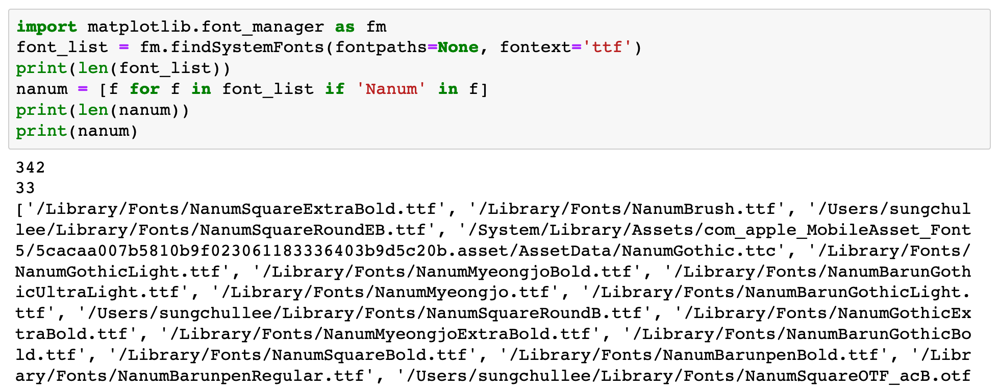 import matplotlib.font_manager as fm
font_list = fm.findSystemFonts(fontpaths=None, fontext='ttf')
print(len(font_list))
nanum = [f for f in font_list if 'Nanum' in f]
print(len(nanum))
print(nanum)
342
33
['/Library/Fonts/NanumSquareExtraBold.ttf', '/Library/Fonts/NanumBrush.ttf', '/Users/sungchul
lee/Library/Fonts/NanumSquareRoundEB.ttf', '/System/Library/Assets/com_apple_MobileAsset_Font
5/5cacaa007b5810b9f023061183336403b9d5c20b.asset/AssetData/NanumGothic.ttc', '/Library/Fonts/
NanumGothicLight.ttf', '/Library/Fonts/NanumMyeongjoBold.ttf', '/Library/Fonts/NanumBarunGoth
icUltraLight.ttf', '/Library/Fonts/NanumMyeongjo.ttf', '/Library/Fonts/NanumBarunGothicLight.
ttf', '/Users/sungchullee/Library/Fonts/NanumSquareRoundB.ttf', '/Library/Fonts/NanumGothicEx
traBold.ttf', '/Library/Fonts/NanumMyeongjoExtraBold.ttf', '/Library/Fonts/NanumBarunGothicBo
ld.ttf', '/Library/Fonts/NanumSquareBold.ttf', '/Library/Fonts/NanumBarunpenBold.ttf', '/Libr
ary/Fonts/NanumBarunpenRegular.ttf', '/Users/sungchullee/Library/Fonts/NanumSquareOTF_acB.otf